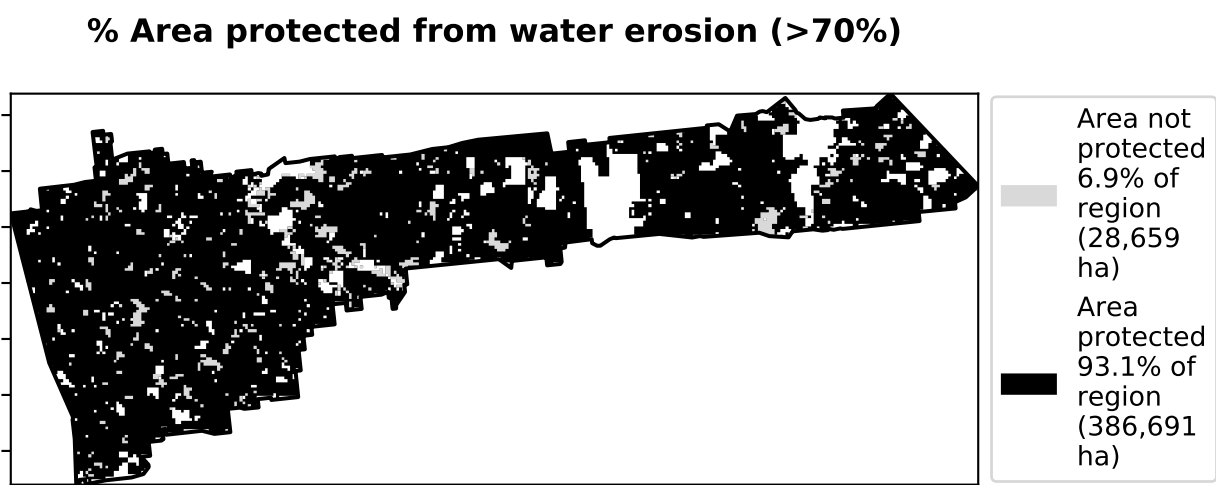 % Area protected from water erosion (>70%)
Area not
protected
6.9% of
region
(28,659
ha)
Area
protected
93.1% of
region
(386,691
ha)